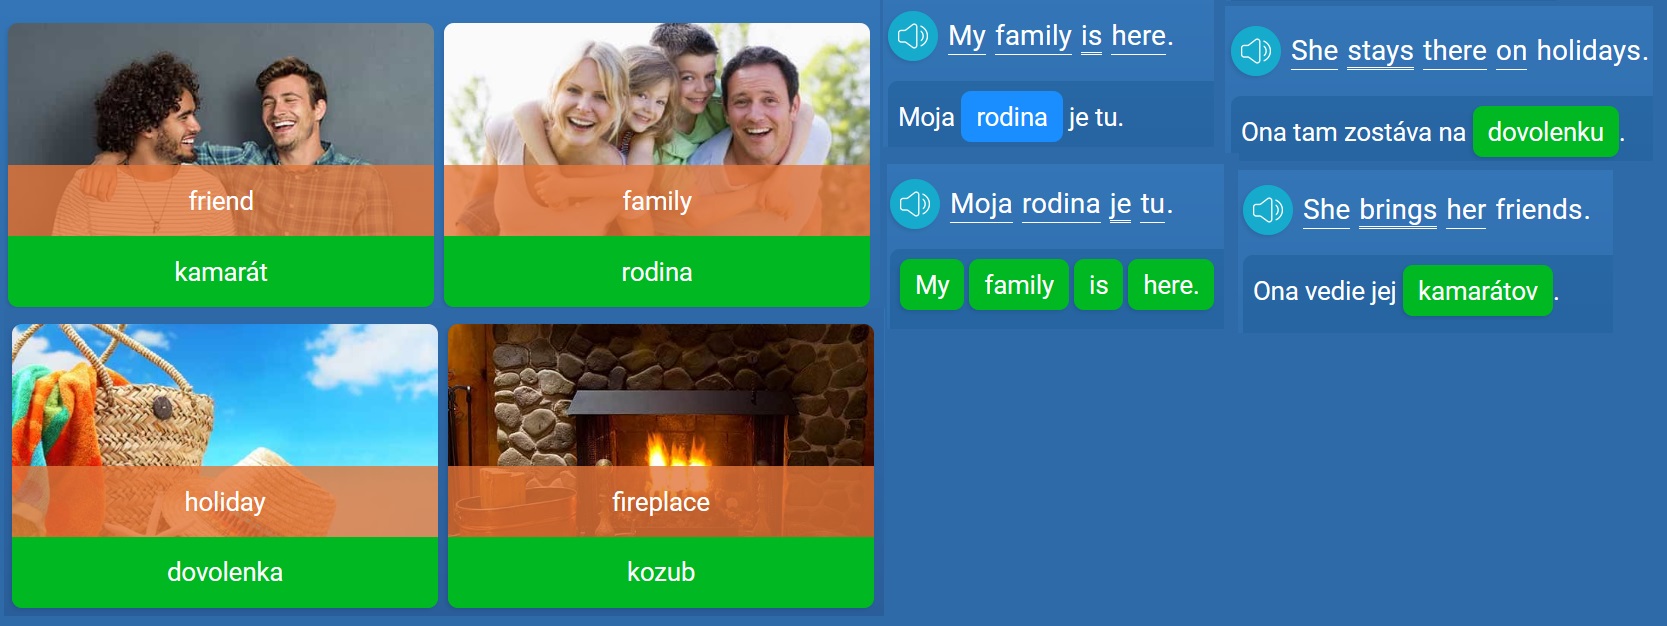 friend
kamarát
family
rodina
holiday
dovolenka
fireplace
kozub
My family is here.
Moja rodina je tu.
Moja rodina je tu.
My family is here.
She stays there on holidays.
Ona tam zostáva na dovolenku .
She brings her friends.
Ona vedie jej kamarátov .